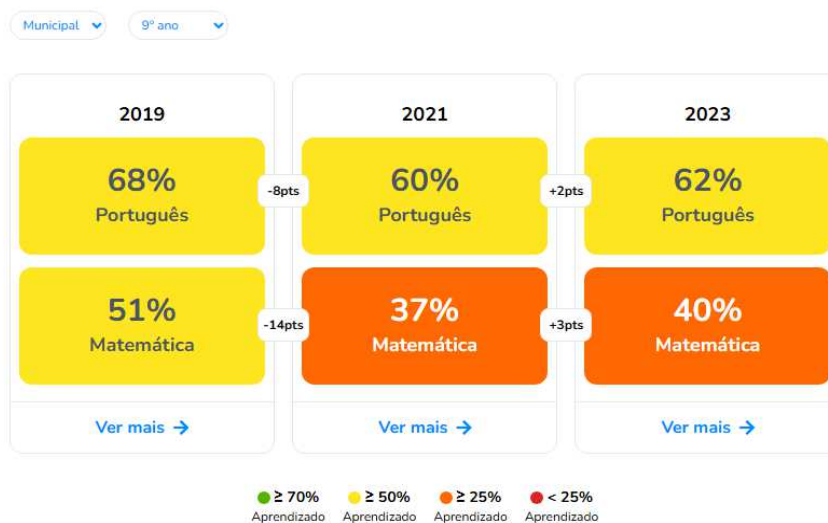 Municipal
9º ano
2019
2021
2023
68%
Português
-8pts
60%
Português
+2pts
62%
Português
51%
Matemática
-14pts
37%
Matemática
+3pts
40%
Matemática
Ver mais →
Ver mais →
Ver mais →
≥ 70%
Aprendizado
≥ 50%
Aprendizado
≥ 25%
Aprendizado
< 25%
Aprendizado